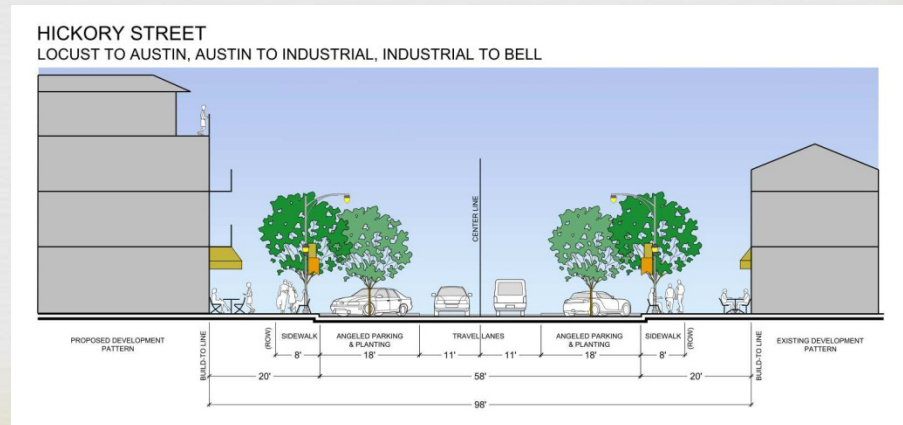 HICKORY STREET
LOCUST TO AUSTIN, AUSTIN TO INDUSTRIAL, INDUSTRIAL TO BELL
CENTER LINE
PROPOSED DEVELOPMENT
PATTERN
BUILD-TO LINE
(ROW)
SIDEWALK
8'
ANGELED PARKING
& PLANTING
18'
TRAVEL LANES
11'
11'
ANGELED PARKING
& PLANTING
18'
SIDEWALK
8'
(ROW)
BUILD-TO LINE
EXISTING DEVELOPMENT
PATTERN
20'
58'
20'
98'